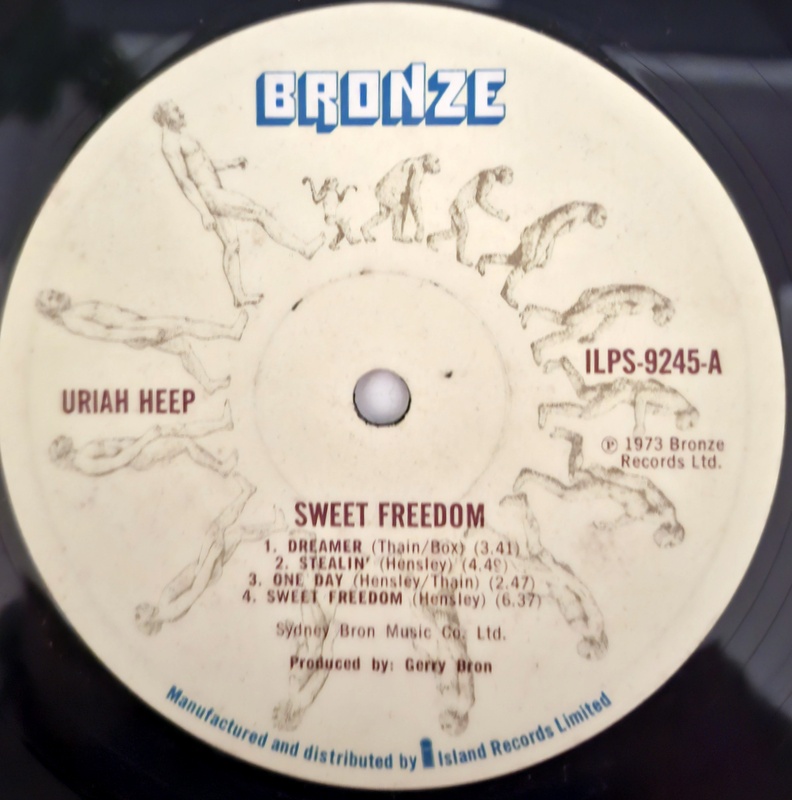 BRONZE
ILPS-9245-A
URIAH HEEP
℗ 1973 Bronze
Records Ltd.
SWEET FREEDOM
1. DREAMER (Thain/Box) (3.41)
2. STEALIN' (Hensley) (4.49)
3. ONE DAY (Hensley/Thain) (2.47)
4. SWEET FREEDOM (Hensley) (6.37)
Sydney Bron Music Co. Ltd.
Produced by: Gerry Bron
Manufactured and distributed by Island Records Limited